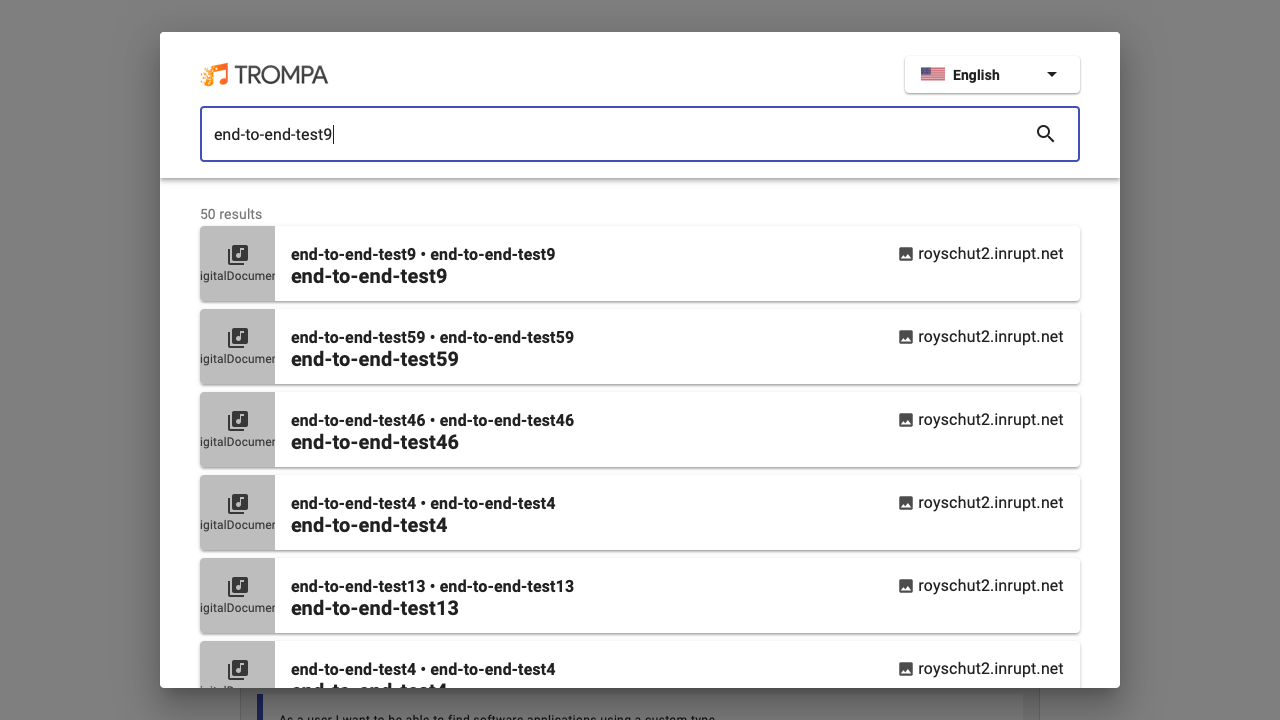 TROMPA
English
end-to-end-test9
50 results
igitalDocumen
end-to-end-test9 • end-to-end-test9
end-to-end-test9
royschut2.inrupt.net
igitalDocumen
end-to-end-test59 • end-to-end-test59
end-to-end-test59
royschut2.inrupt.net
igitalDocumen
end-to-end-test46 • end-to-end-test46
end-to-end-test46
royschut2.inrupt.net
igitalDocumen
end-to-end-test4 • end-to-end-test4
end-to-end-test4
royschut2.inrupt.net
igitalDocumen
end-to-end-test13 • end-to-end-test13
end-to-end-test13
royschut2.inrupt.net
end-to-end-test4 • end-to-end-test4
end-to-end-test4
royschut2.inrupt.net
As a user I want to be able to find software applications using a custom type